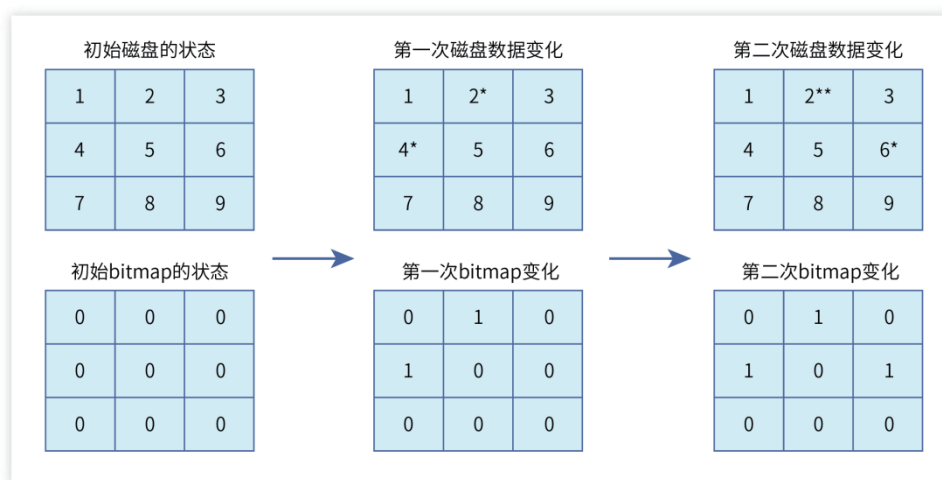 初始磁盘的状态 第一次磁盘数据变化 第二次磁盘数据变化
1 2 3 1 2* 3 1 2** 3
4 5 6 4* 5 6 4 5 6*
7 8 9 7 8 9 7 8 9
初始bitmap的状态 第一次bitmap变化 第二次bitmap变化
0 0 0 0 1 0 0 1 0
0 0 0 1 0 0 1 0 1
0 0 0 0 0 0 0 0 0